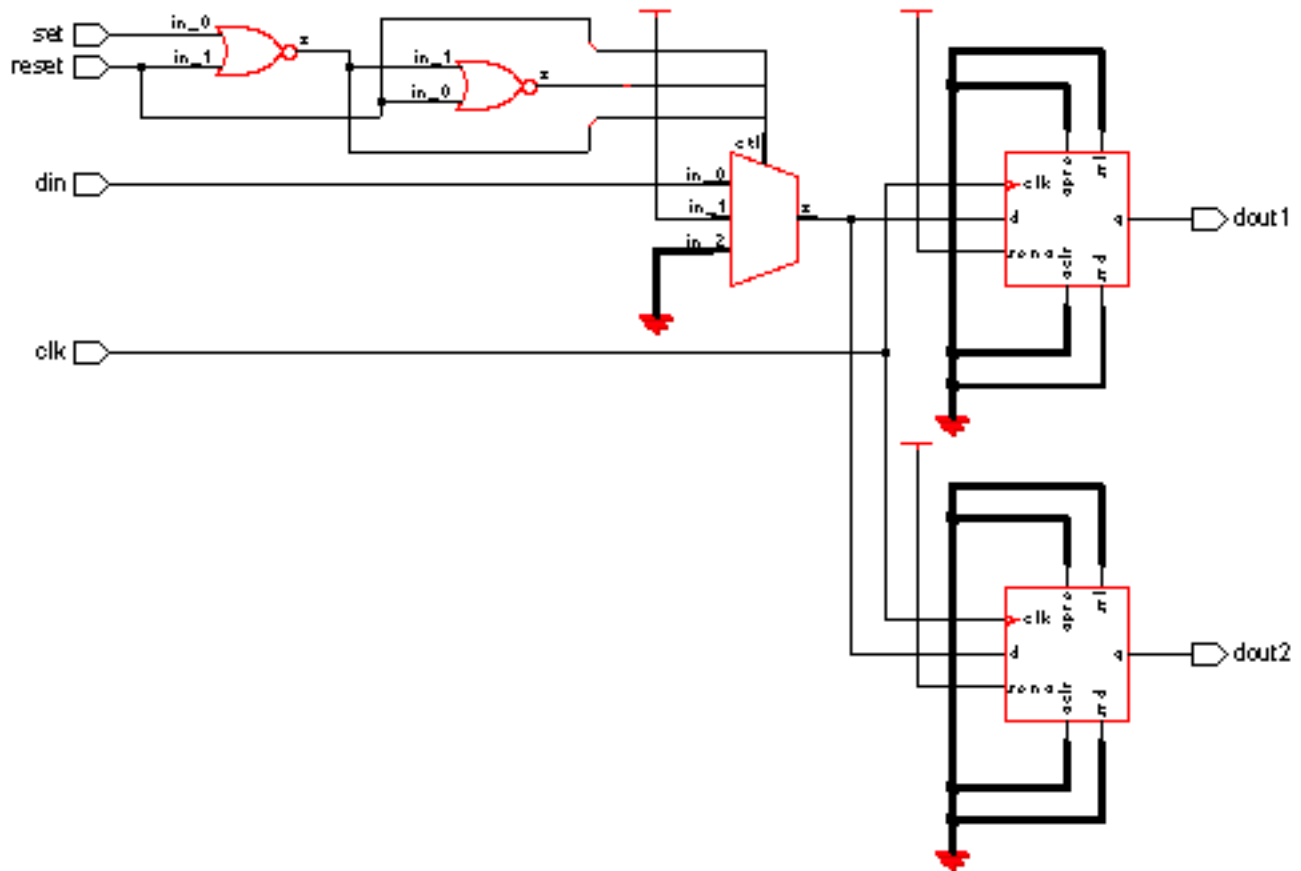 set
in_0
z
reset
in_1
in_1
z
in_0
ctl
din
in_0
in_1
z
in_2
clk
apre
clk
d
q
dout1
sena
aclr
apre
clk
d
q
dout2
sena
aclr